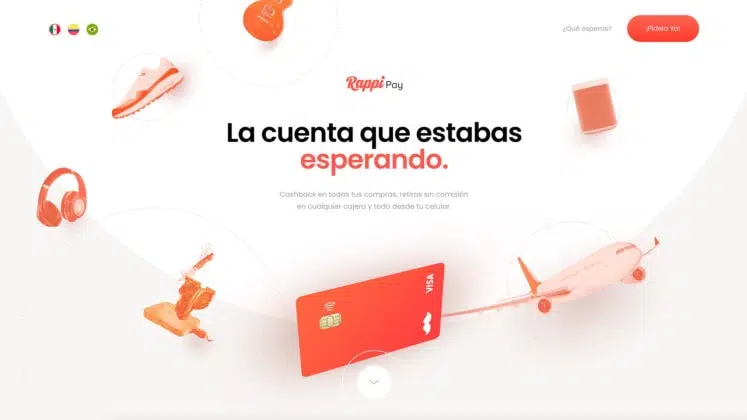 ¿Qué esperas?
¡Pídela Ya!
Rappi Pay
La cuenta que estabas
esperando.
Cashback en todas tus compras, retiros sin comisión
en cualquier cajero y todo desde tu celular.
VISA